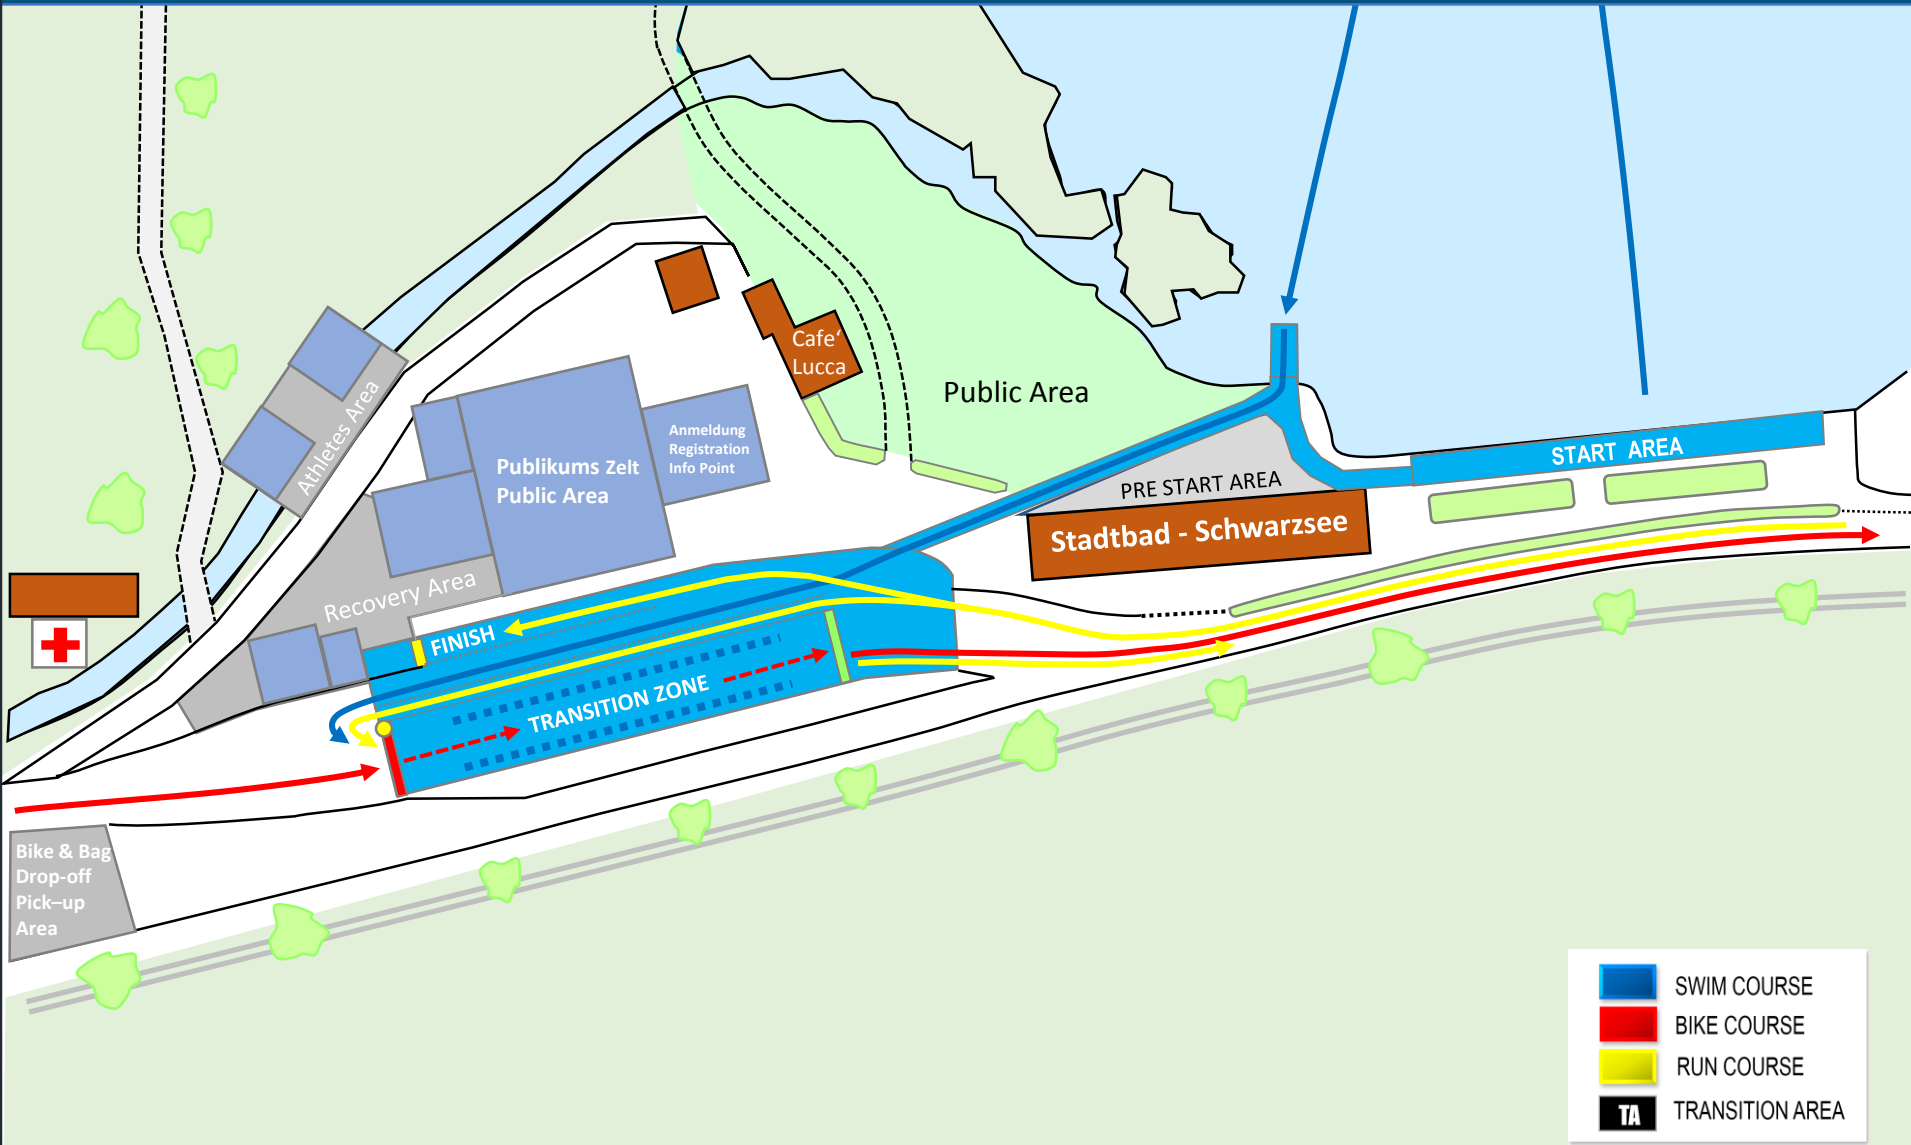 Cafe‘
Lucca
Public Area
Athletes Area
Anmeldung
Registration
Info Point
Publikums Zelt
Public Area
START AREA
PRE START AREA
Stadtbad - Schwarzsee
Recovery Area
FINISH
TRANSITION ZONE
Bike & Bag
Drop-off
Pick–up
Area
SWIM COURSE
BIKE COURSE
RUN COURSE
TA TRANSITION AREA